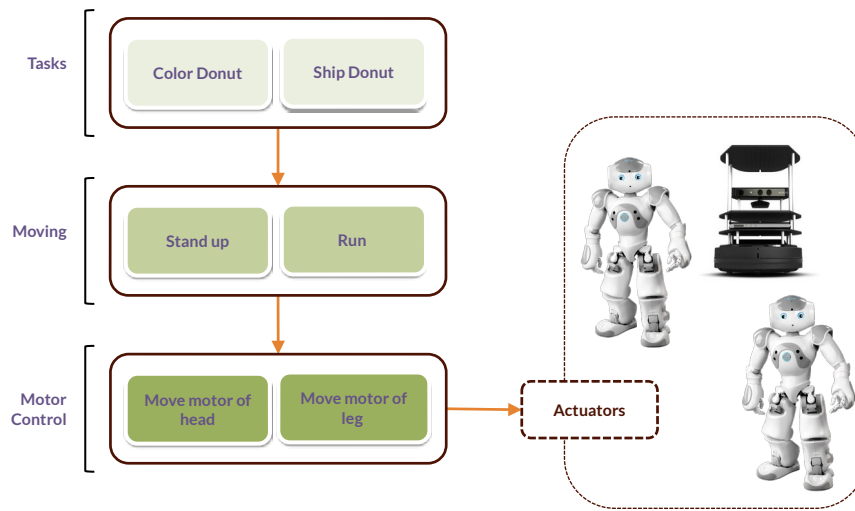 Tasks
Color Donut
Ship Donut
Moving
Stand up
Run
Motor
Control
Move motor of
head
Move motor of
leg
Actuators